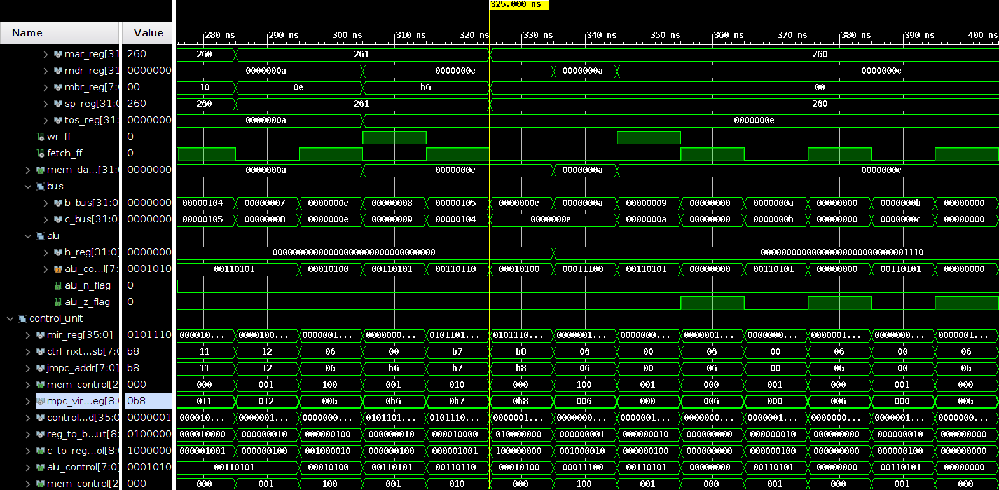 325.000 ns
Name Value 280 ns 290 ns 300 ns 310 ns 320 ns 330 ns 340 ns 350 ns 360 ns 370 ns 380 ns 390 ns 400 ns
mar_reg[31 260 260 261 260
mdr_reg[31 0000000 0000000a 0000000e 0000000a 0000000e
mbr_reg[7:( 00 10 0e b6 00
sp_reg[31:0 260 260 261 260
tos_reg[31: 0000000 0000000a 0000000e
wr_ff 0
fetch_ff 0
mem_da...[31:( 0000000 0000000a 0000000e 0000000a 0000000e
bus
b_bus[31:0 0000000 00000104 00000007 0000000e 00000008 00000105 0000000e 0000000a 00000009 00000000 0000000a 00000000 0000000b 00000000
c_bus[31:0 0000000 00000105 00000008 0000000e 00000009 00000104 0000000e 0000000a 00000000 0000000b 00000000 0000000c 00000000
alu
h_reg[31:0] 0000000 00000000000000000000000000000000 00000000000000000000000000001110
alu_co...l[7: 0001010 00110101 00010100 00110101 00110110 00010100 00011100 00110101 00000000 00110101 00000000 00110101 00000000
alu_n_flag 0
alu_z_flag 0
control_unit
mir_reg[35:0] 0101110 000010... 0000100... 0000001... 0000000... 0101101... 0101110... 0000001... 0000000... 0000001... 0000000... 0000001... 0000000... 0000001...
ctrl_nxt...sb[7:( b8 11 12 06 00 b7 b8 06 00 06 00 06 00 06
jmpc_addr[7:0] b8 11 12 06 b6 b7 b8 06 00 06 00 06 00 06
mem_control[2 000 000 001 100 001 010 000 100 001 000 001 000 001 000
mpc_vir...eg[8:( 0b8 011 012 006 0b6 0b7 0b8 006 000 006 000 006 000 006
control...d[35:0 0000001 000010... 0000001... 0000000... 0101101... 0101110... 0000001... 0000000... 0000001... 0000000... 0000001... 0000000... 0000001... 0000000...
reg_to_b...ut[8: 0100000 000010000 000000010 000000100 000000010 000010000 010000000 000000001 000000010 000000000 000000010 000000000 000000010 000000000
c_to_reg...ol[8:( 1000000 000001001 000000100 001000010 000000100 000001001 100000000 001000010 000000100 000000000 000000100 000000000 000000100 000000000
alu_control[7:0] 0001010 00110101 00010100 00110101 00110110 00010100 00011100 00110101 00000000 00110101 00000000 00110101 00000000
mem_control[2 000 000 001 100 001 010 000 100 001 000 001 000 001 000